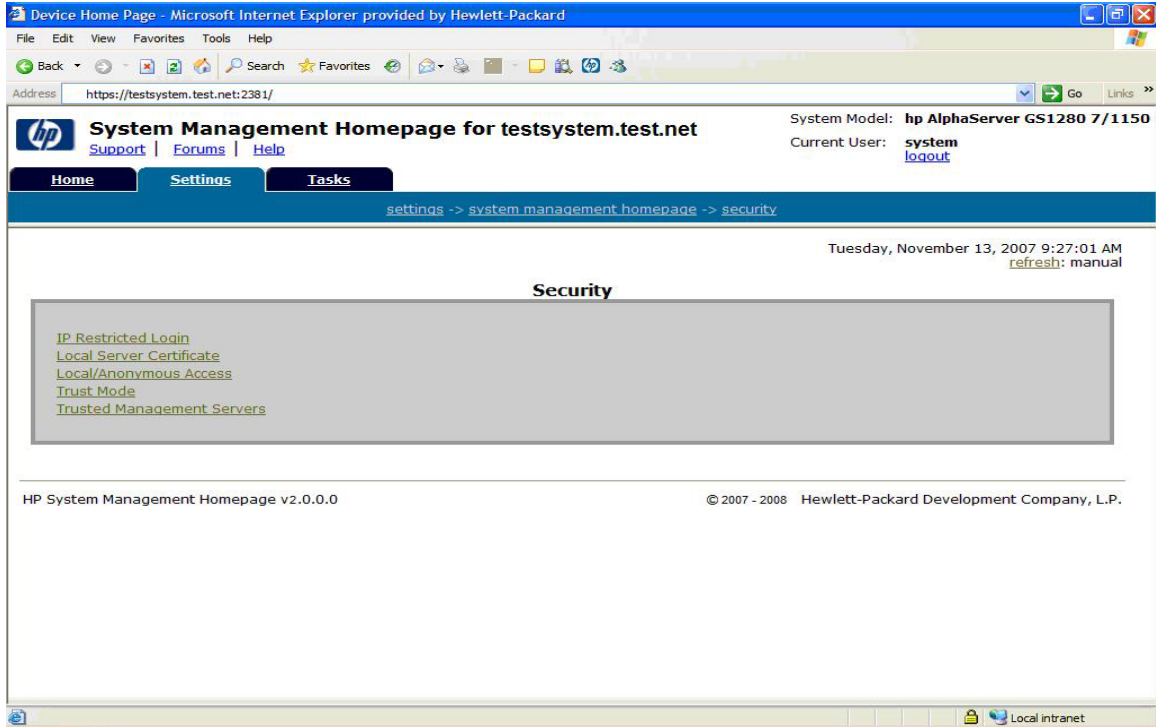 Device Home Page - Microsoft Internet Explorer provided by Hewlett-Packard
File Edit View Favorites Tools Help
Back Search Favorites
Address https://testsystem.test.net:2381/ Go Links »
hp System Management Homepage for testsystem.test.net
Support | Forums | Help
System Model: hp AlphaServer GS1280 7/1150
Current User: system
logout
Home Settings Tasks
settings -> system management homepage -> security
Tuesday, November 13, 2007 9:27:01 AM
refresh: manual
Security
IP Restricted Login
Local Server Certificate
Local/Anonymous Access
Trust Mode
Trusted Management Servers
HP System Management Homepage v2.0.0.0 © 2007 - 2008 Hewlett-Packard Development Company, L.P.
Local intranet